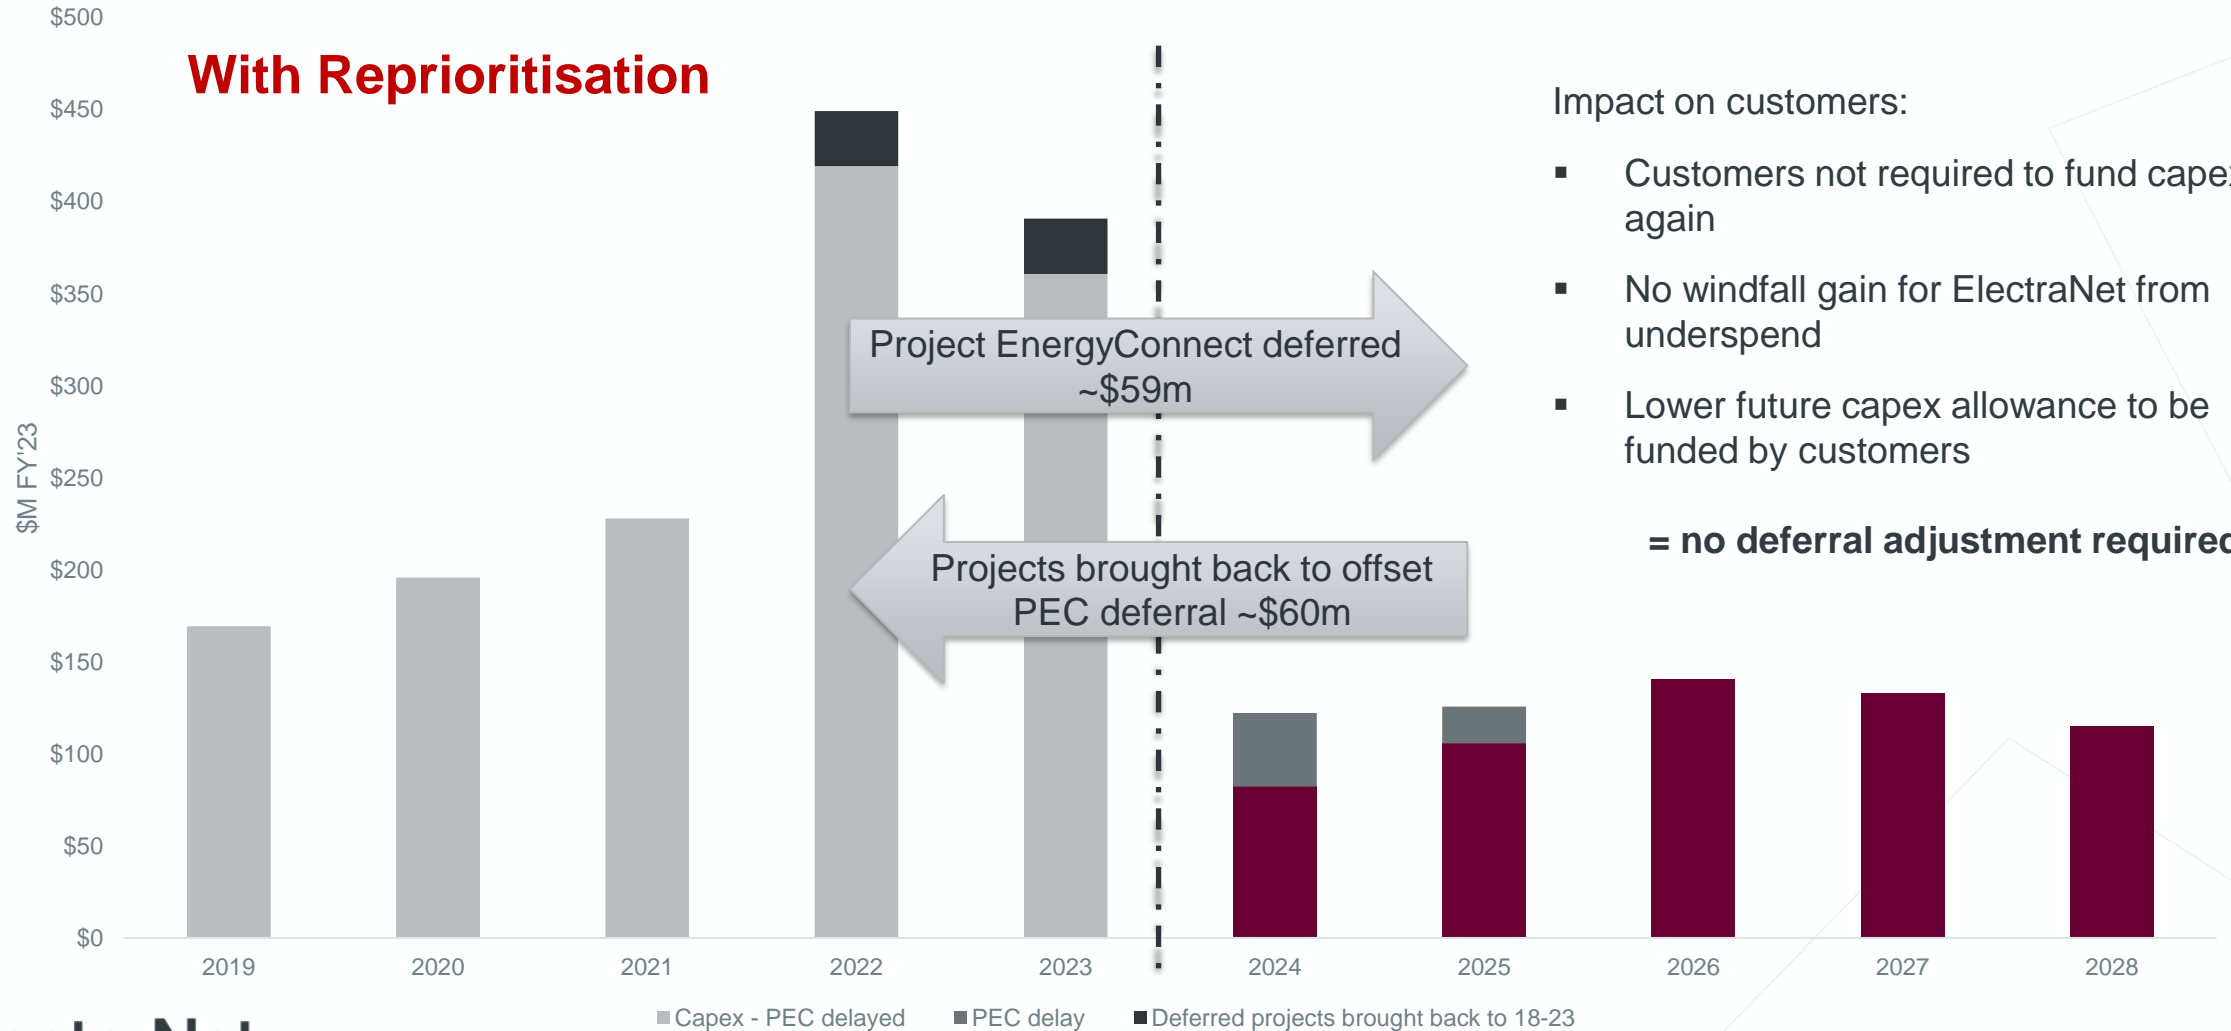 With Reprioritisation
$500
$450
$400
$350
$300
$250
$200
$150
$100
$50
$0
$M FY'23
Project EnergyConnect deferred
~$59m
Projects brought back to offset
PEC deferral ~$60m
Impact on customers:
▪ Customers not required to fund
again
▪ No windfall gain for ElectraNet from
underspend
▪ Lower future capex allowance to be
funded by customers
= no deferral adjustment required
2019 2020 2021 2022 2023 2024 2025 2026 2027 2028
Capex - PEC delayed PEC delay Deferred projects brought back to 18-23